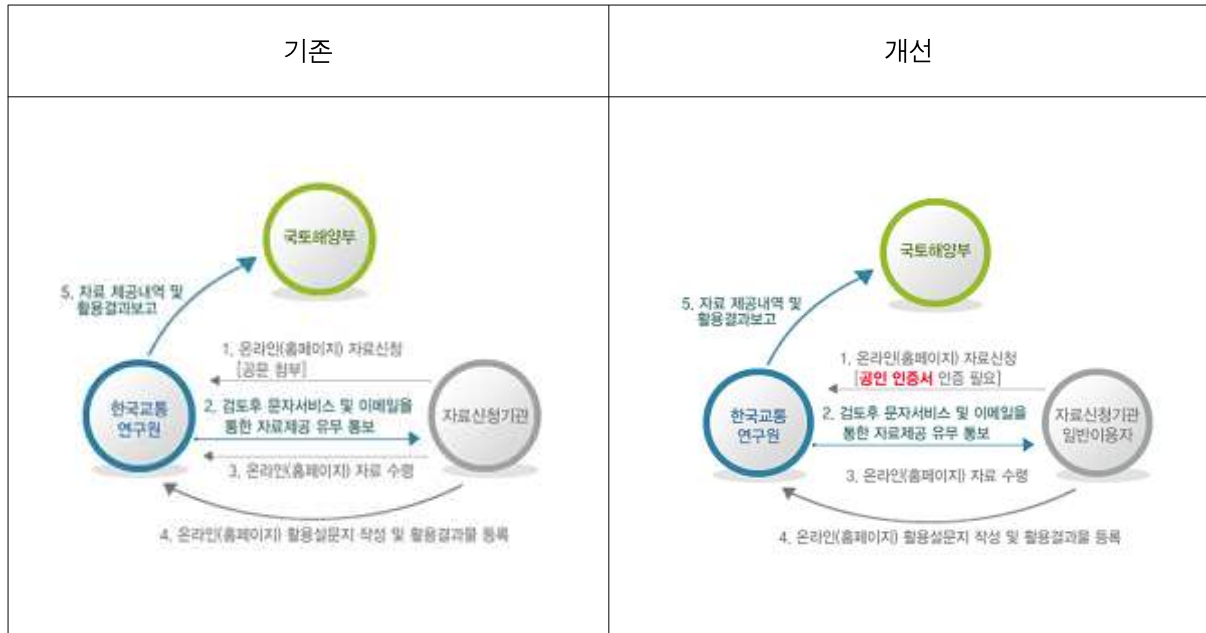 기존
개선
국토해양부
5. 자료 제공내역 및
활용결과보고
1. 온라인(홈페이지) 자료신청
[공문 첨부]
한국교통
연구원
2. 검토후 문자서비스 및 이메일을
통한 자료제공 유무 통보
자료신청기관
3. 온라인(홈페이지) 자료 수령
4. 온라인(홈페이지) 활용설문지 작성 및 활용결과물 등록
국토해양부
5. 자료 제공내역 및
활용결과보고
1. 온라인(홈페이지) 자료신청
[공인 인증서 인증 필요]
한국교통
연구원
2. 검토후 문자서비스 및 이메일을
통한 자료제공 유무 통보
자료신청기관
일반이용자
3. 온라인(홈페이지) 자료 수령
4. 온라인(홈페이지) 활용설문지 작성 및 활용결과물 등록